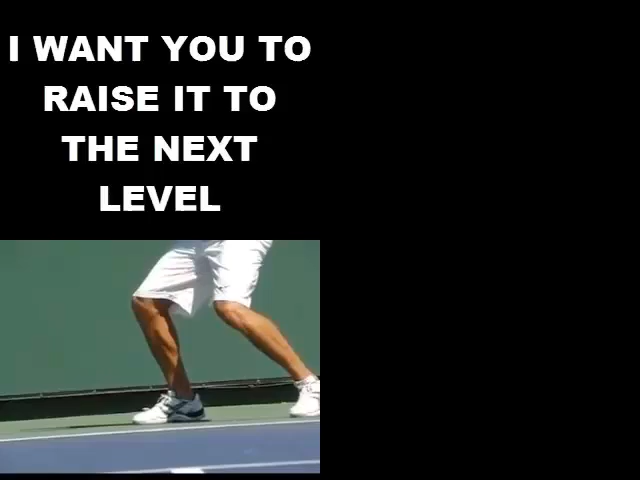 I WANT YOU TO
RAISE IT TO
THE NEXT
LEVEL